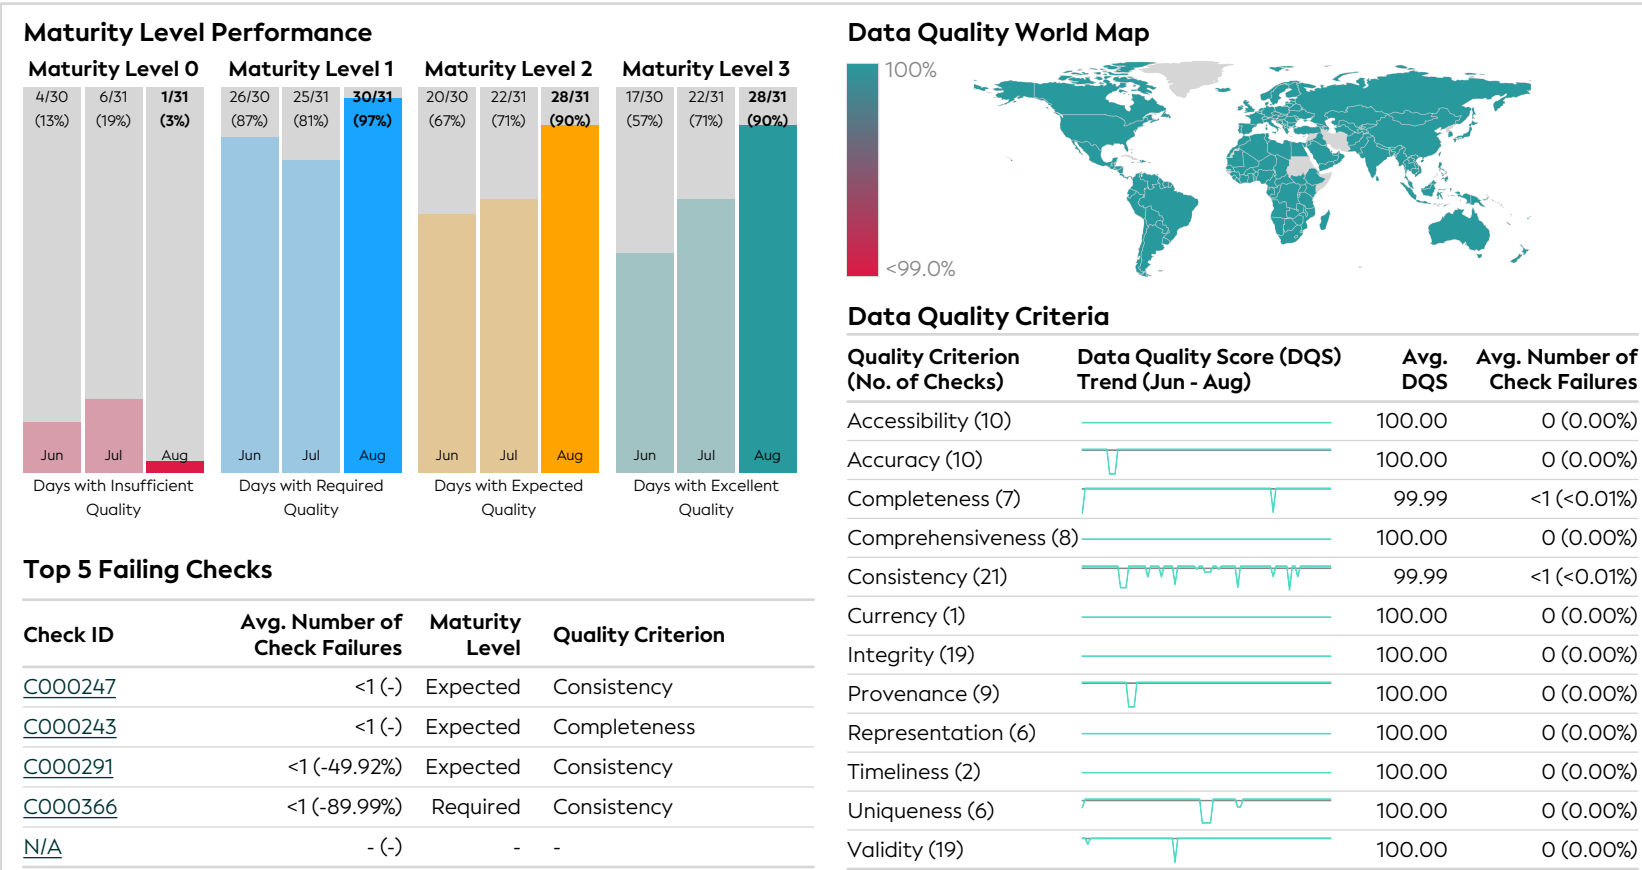 Maturity Level Performance
Maturity Level 0
Maturity Level 1
Maturity Level 2
Maturity Level 3
4/30
6/31
1/31
26/30
25/31
30/31
20/30
22/31
28/31
17/30
22/31
28/31
(13%)
(19%)
(3%)
(87%)
(81%)
(97%)
(67%)
(71%)
(90%)
(57%)
(71%)
(90%)
Jun
Jul
Aug
Jun
Jul
Aug
Jun
Jul
Aug
Jun
Jul
Aug
Days with Insufficient
Quality
Days with Required
Quality
Days with Expected
Quality
Days with Excellent
Quality
Top 5 Failing Checks
Check ID
Avg. Number of
Check Failures
Maturity
Level
Quality Criterion
C000247 <1 (-) Expected Consistency
C000243 <1 (-) Expected Completeness
C000291 <1 (-49.92%) Expected Consistency
C000366 <1 (-89.99%) Required Consistency
N/A - (-) - -
Data Quality World Map
100%
<99.0%
Data Quality Criteria
Quality Criterion
(No. of Checks)
Data Quality Score (DQS)
Trend (Jun - Aug)
Avg.
DQS
Avg. Number of
Check Failures
Accessibility (10) 100.00 0 (0.00%)
Accuracy (10) 100.00 0 (0.00%)
Completeness (7) 99.99 <1 (<0.01%)
Comprehensiveness (8) 100.00 0 (0.00%)
Consistency (21) 99.99 <1 (<0.01%)
Currency (1) 100.00 0 (0.00%)
Integrity (19) 100.00 0 (0.00%)
Provenance (9) 100.00 0 (0.00%)
Representation (6) 100.00 0 (0.00%)
Timeliness (2) 100.00 0 (0.00%)
Uniqueness (6) 100.00 0 (0.00%)
Validity (19) 100.00 0 (0.00%)